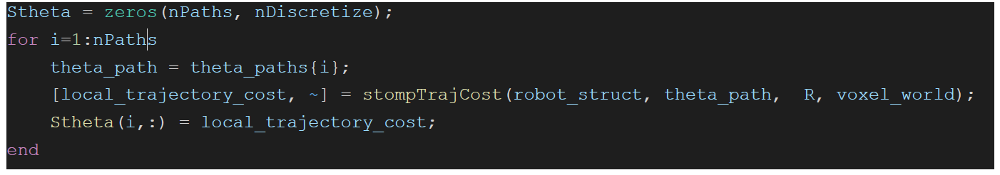 Stheta = zeros(nPaths, nDiscretize);
for i=1:nPaths
    theta_path = theta_paths{i};
    [local_trajectory_cost, ~] = stompTrajCost(robot_struct, theta_path,  R, voxel_world);
    Stheta(i,:) = local_trajectory_cost;
end